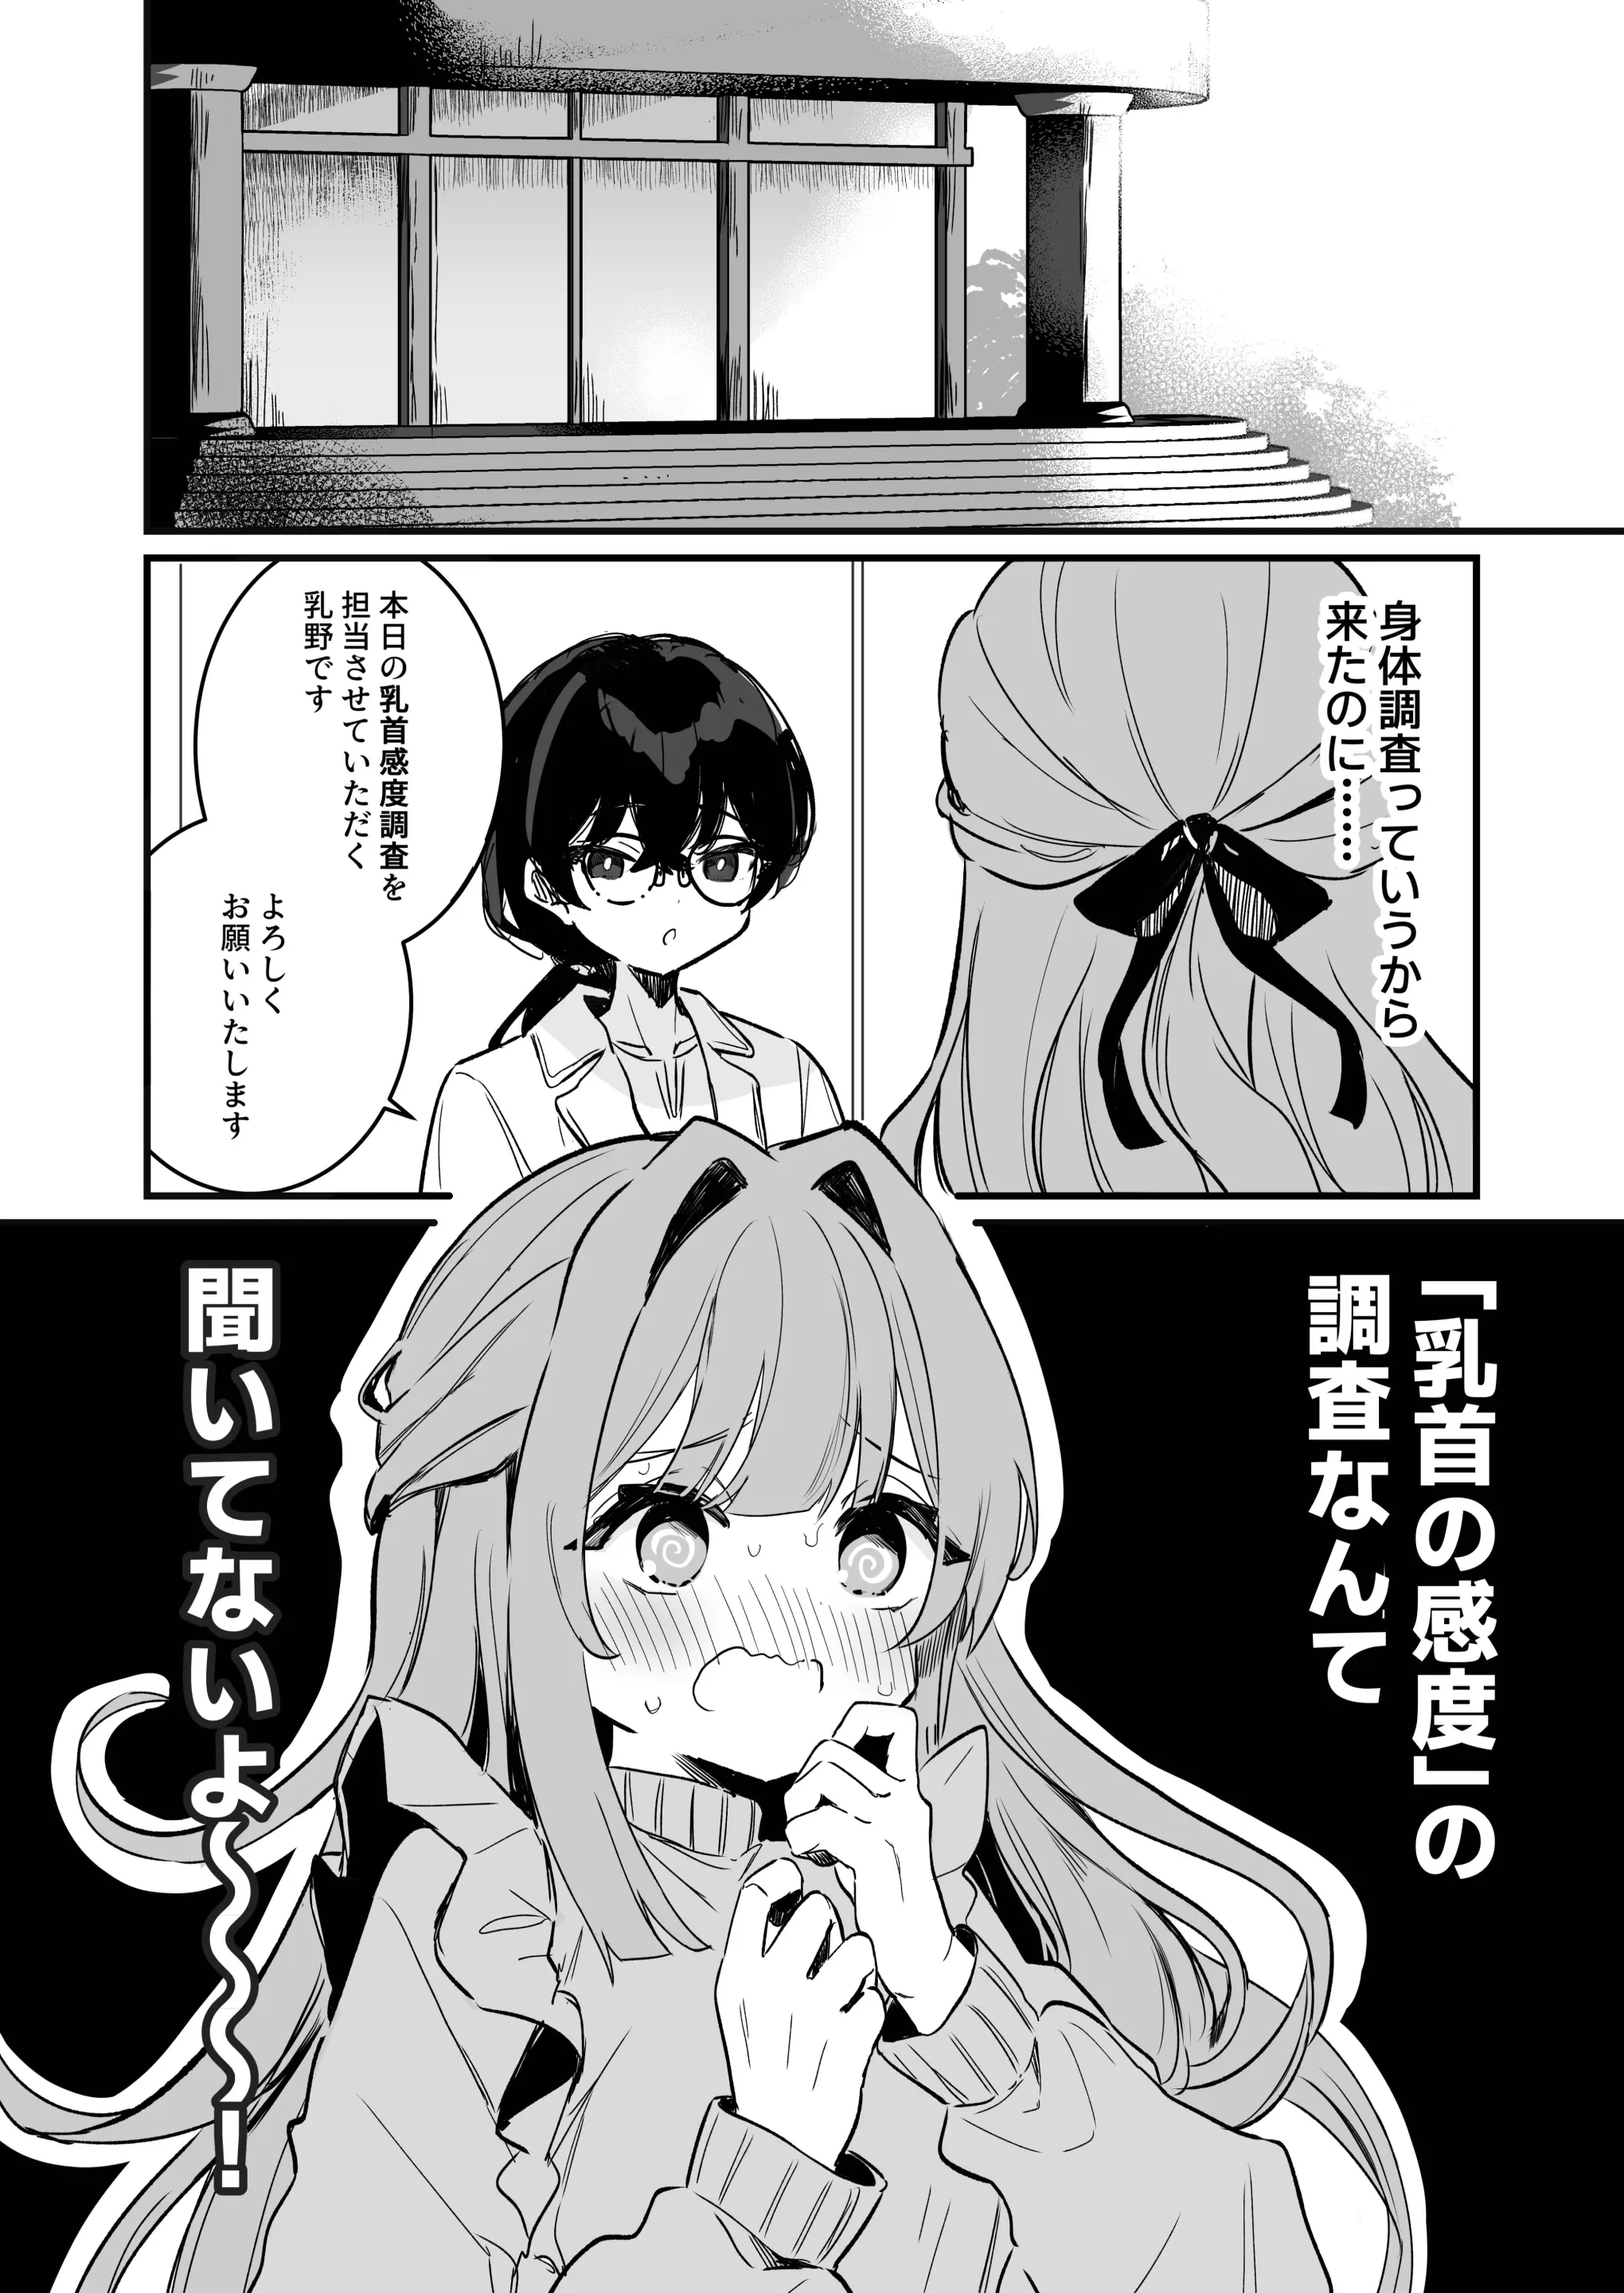 身体調査っていうから
来たのに……
本日の乳首感度調査を
担当させていただく
乳野です
よろしく
お願いいたします
「乳首の感度」の
調査なんて
聞いてないよ～～～！